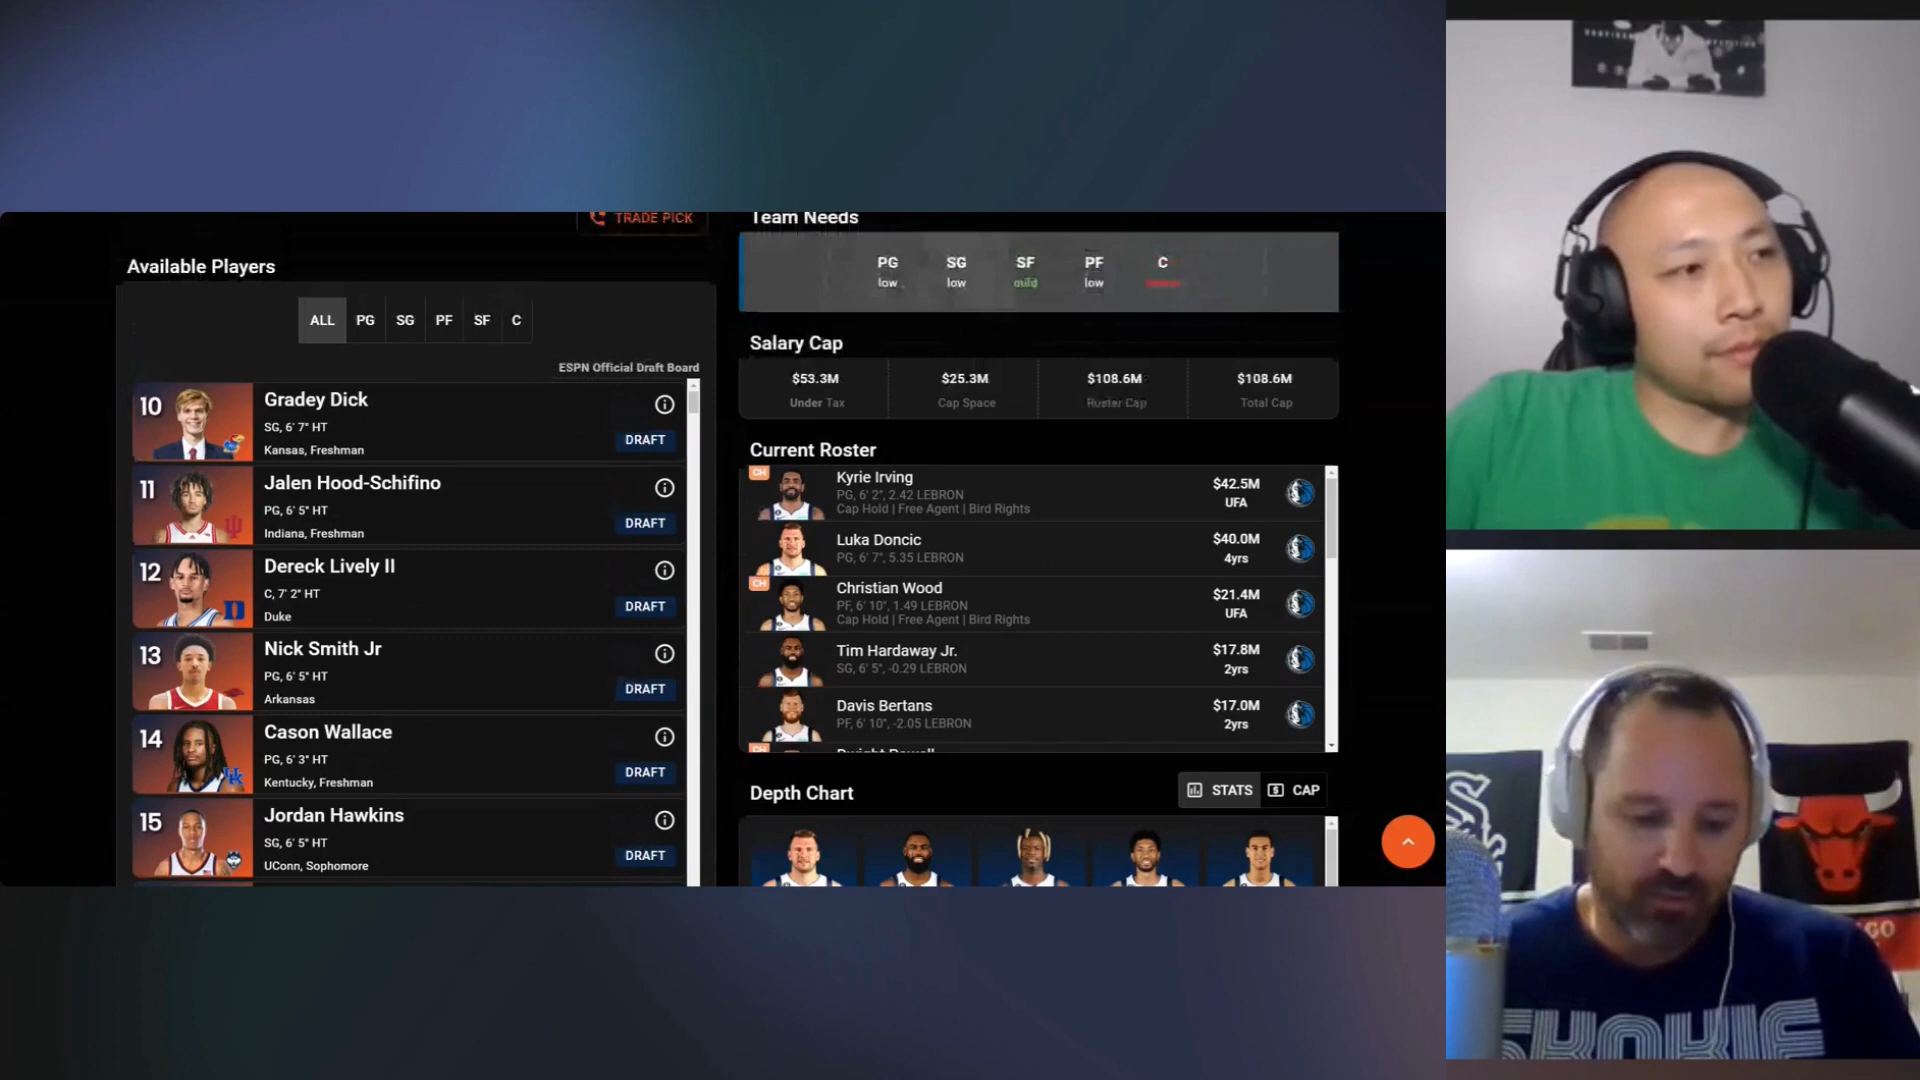 TRADE PICK
Available Players
ALL PG SG PF SF C
ESPN Official Draft Board
10 Gradey Dick
SG, 6' 7" HT
DRAFT
Kansas, Freshman
11 Jalen Hood-Schifino
PG, 6' 5" HT
DRAFT
Indiana, Freshman
12 Dereck Lively II
C, 7' 2" HT
DRAFT
Duke
13 Nick Smith Jr
PG, 6' 5" HT
DRAFT
Arkansas
14 Cason Wallace
PG, 6' 3" HT
DRAFT
Kentucky, Freshman
15 Jordan Hawkins
SG, 6' 5" HT
DRAFT
UConn, Sophomore
Team Needs
PG SG SF PF C
low low mild low
Salary Cap
$53.3M $25.3M $108.6M $108.6M
Under Tax Cap Space Roster Cap Total Cap
Current Roster
CH Kyrie Irving
PG, 6' 2", 2.42 LEBRON
Cap Hold | Free Agent | Bird Rights
$42.5M
UFA
Luka Doncic
PG, 6' 7", 5.35 LEBRON
$40.0M
4yrs
CH Christian Wood
PF, 6' 10", 1.49 LEBRON
Cap Hold | Free Agent | Bird Rights
$21.4M
UFA
Tim Hardaway Jr.
SG, 6' 5", -0.29 LEBRON
$17.8M
2yrs
Davis Bertans
PF, 6' 10", -2.05 LEBRON
$17.0M
2yrs
CH Dwight Powell
Depth Chart
STATS CAP
SKOKIE